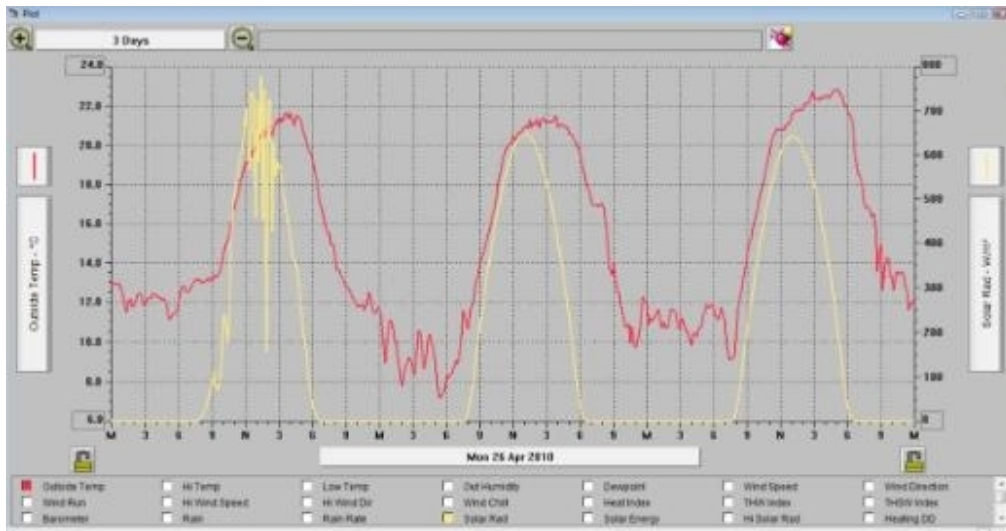 Plot
3 Days
24.0
22.0
20.0
18.0
16.0
14.0
12.0
10.0
8.0
6.0
Outside Temp - °C
800
700
600
500
400
300
200
100
0
Solar Rad - W/m²
M 3 6 9 N 3 6 9 M 3 6 9 N 3 6 9 M 3 6 9 N 3 6 9 M
Mon 26 Apr 2010
Outside Temp Hi Temp Low Temp Out Humidity Dewpoint Wind Speed Wind Direction
Wind Run Hi Wind Speed Hi Wind Dir Wind Chill Heat Index THW Index THSW Index
Barometer Rain Rain Rate Solar Rad Solar Energy Hi Solar Rad Heating DD